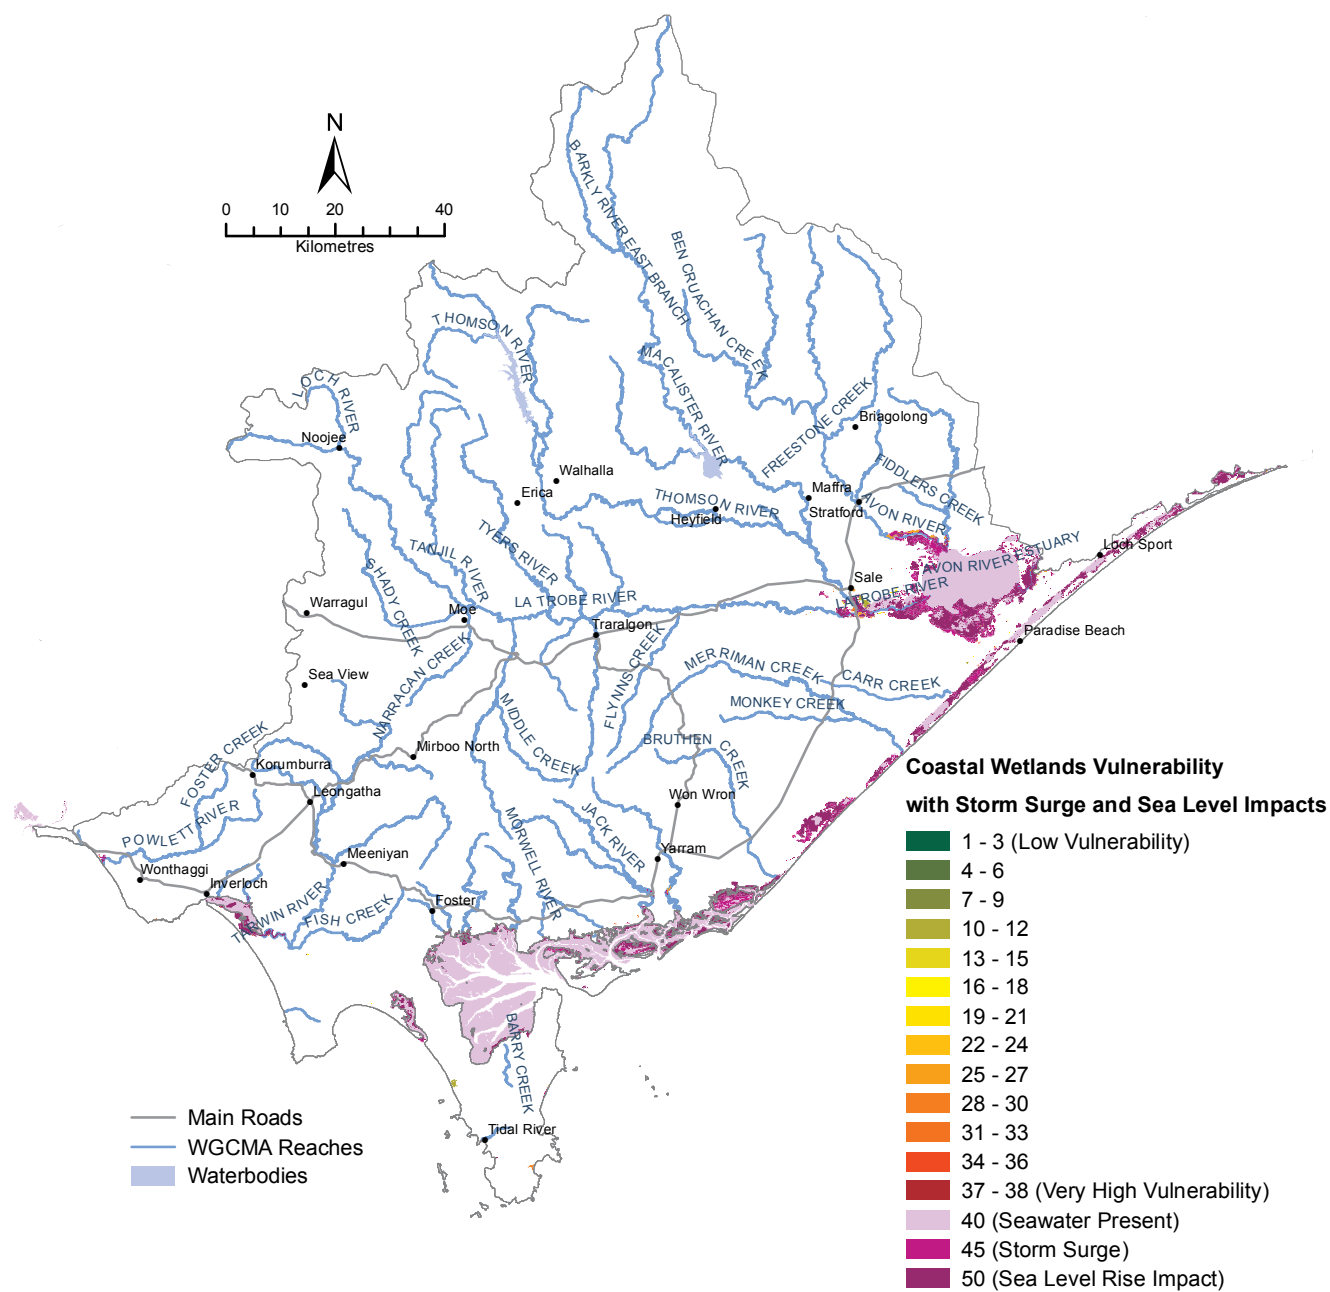 N
0 10 20 40
Kilometres
BARKLY RIVER EAST BRANCH
BEN CRUACHAN CREEK
THOMSON RIVER
MACALISTER RIVER
LOCH RIVER
Noojee
FREESTONE CREEK
Briagolong
Walhalla
Erica
FIDDLERS CREEK
Maffra
THOMSON RIVER
Heyfield
Stratford
AVON RIVER
TYERS RIVER
TANJIL RIVER
SHADY CREEK
AVON RIVER ESTUARY
Loch Sport
Sale
LATROBE RIVER
Warragul
Moe
LA TROBE RIVER
Traralgon
Paradise Beach
FLYNNS CREEK
NARRACAN CREEK
MERRIMAN CREEK
CARR CREEK
Sea View
MONKEY CREEK
MIDDLE CREEK
BRUTHEN CREEK
FOSTER CREEK
Mirboo North
Korumburra
Leongatha
Won Wron
POWLETT RIVER
JACK RIVER
MORWELL RIVER
Yarram
Meeniyan
Wonthaggi
Inverloch
TARWIN RIVER
FISH CREEK
Foster
BARRY CREEK
Tidal River
Main Roads
WGCMA Reaches
Waterbodies
Coastal Wetlands Vulnerability
with Storm Surge and Sea Level Impacts
1 - 3 (Low Vulnerability)
4 - 6
7 - 9
10 - 12
13 - 15
16 - 18
19 - 21
22 - 24
25 - 27
28 - 30
31 - 33
34 - 36
37 - 38 (Very High Vulnerability)
40 (Seawater Present)
45 (Storm Surge)
50 (Sea Level Rise Impact)